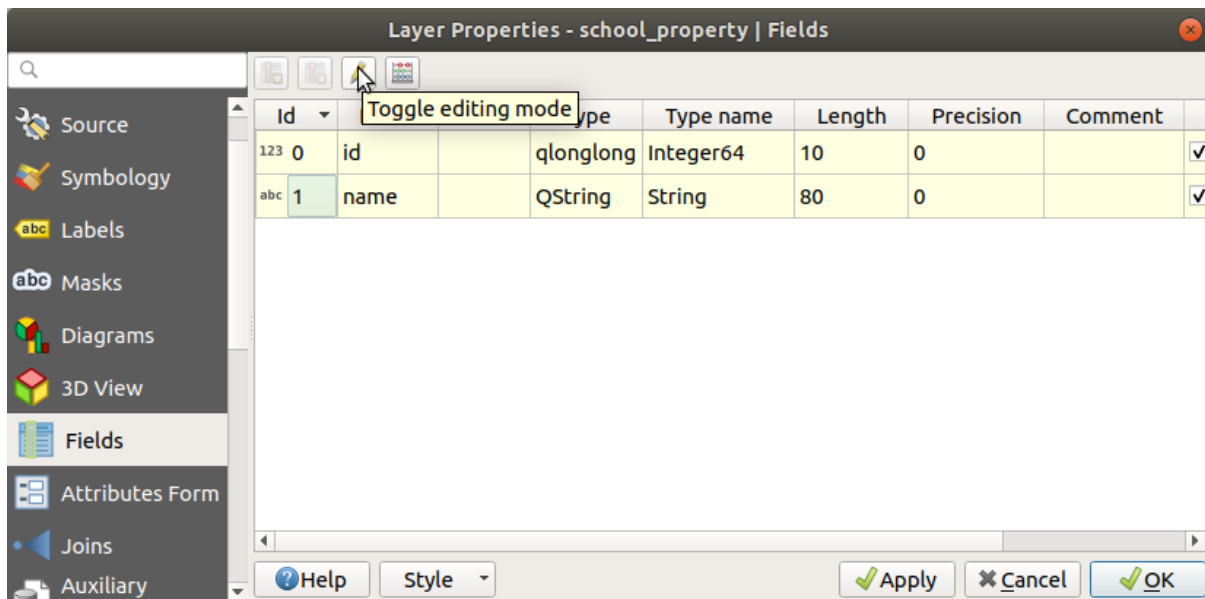 Layer Properties - school_property | Fields
Toggle editing mode
Id Type name Length Precision Comment
123 0 id qlonglong Integer64 10 0
abc 1 name QString String 80 0
Source
Symbology
abc Labels
abc Masks
Diagrams
3D View
Fields
Attributes Form
Joins
Auxiliary
Help Style Apply Cancel OK